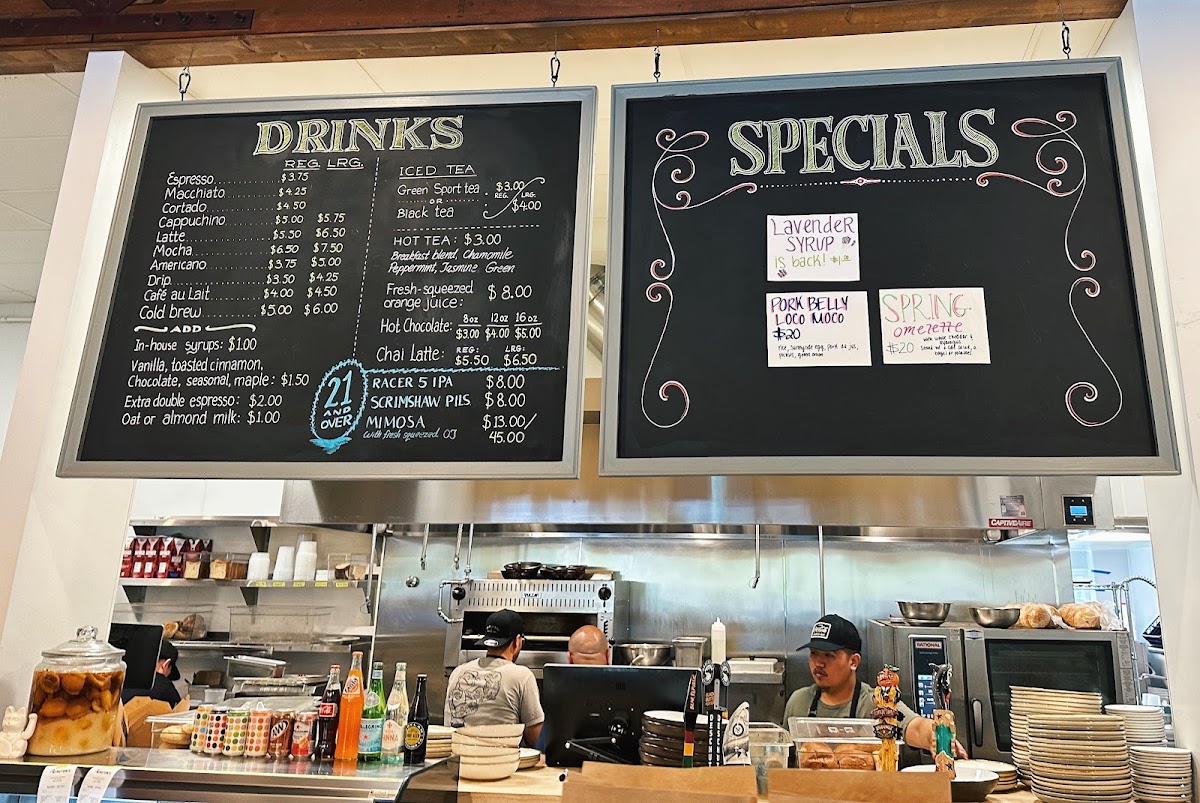 DRINKS
REG. LRG.
Espresso $3.75
Macchiato $4.25
Cortado $4.50
Cappuchino $5.00 $5.75
Latte $5.50 $6.50
Mocha $6.50 $7.50
Americano $3.75 $5.00
Drip $3.50 $4.25
Café au Lait $4.00 $4.50
Cold brew $5.00 $6.00
ADD
In-house syrups: $1.00
Vanilla, toasted cinnamon,
Chocolate, seasonal, maple: $1.50
Extra double espresso: $2.00
Oat or almond milk: $1.00
ICED TEA
Green Sport tea
OR
Black tea
$3.00
REG. LRG.
$4.00
HOT TEA: $3.00
Breakfast blend, Chamomile
Peppermint, Jasmine, Green
Fresh-squeezed
orange juice: $8.00
8oz 12oz 16oz
Hot Chocolate: $3.00 $4.00 $5.00
REG: LRG:
Chai Latte: $5.50 $6.50
21
AND
OVER
RACER 5 IPA $8.00
SCRIMSHAW PILS $8.00
MIMOSA $13.00/
with fresh squeezed OJ 45.00
SPECIALS
Lavender
SYRUP
is back!
PORK BELLY
LOCO MOCO
$20
SPRING
omelette
$20
CAPTIVEAIRE
RATIONAL